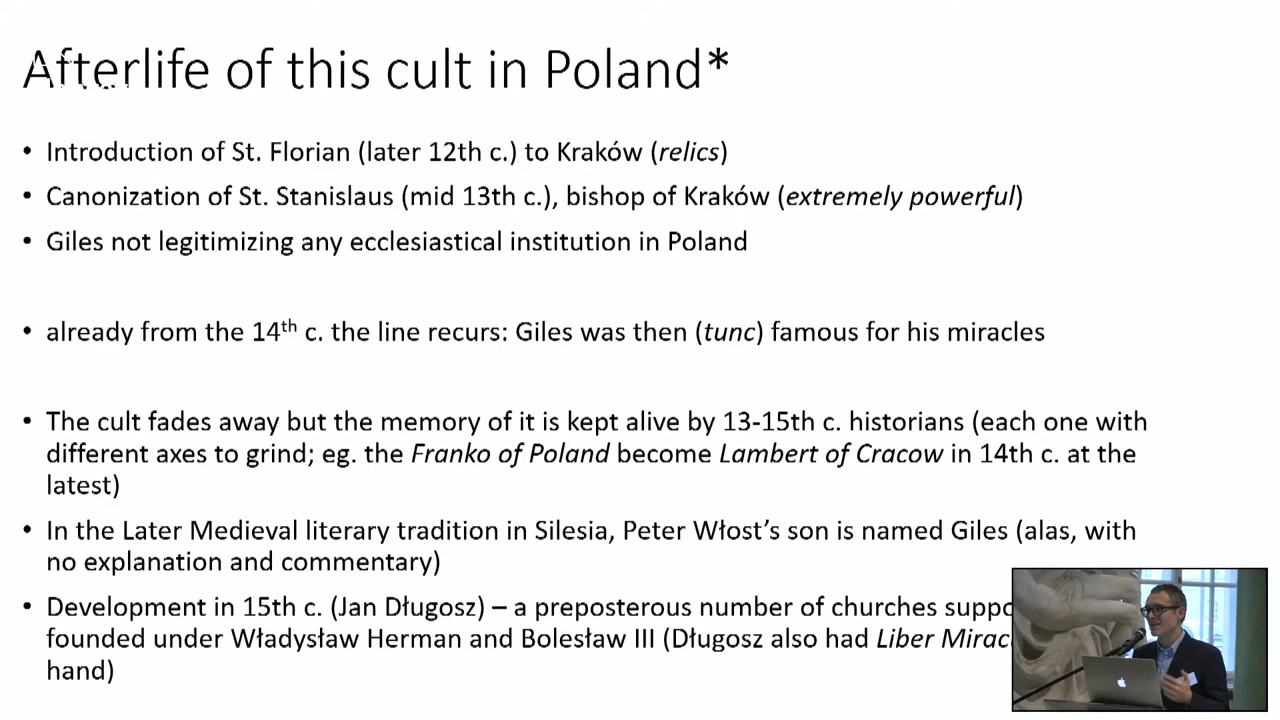 Afterlife of this cult in Poland*
• Introduction of St. Florian (later 12th c.) to Kraków (relics)
• Canonization of St. Stanislaus (mid 13th c.), bishop of Kraków (extremely powerful)
• Giles not legitimizing any ecclesiastical institution in Poland
• already from the 14th c. the line recurs: Giles was then (tunc) famous for his miracles
• The cult fades away but the memory of it is kept alive by 13-15th c. historians (each one with
different axes to grind; eg. the Franko of Poland become Lambert of Cracow in 14th c. at the
latest)
• In the Later Medieval literary tradition in Silesia, Peter Włost’s son is named Giles (alas, with
no explanation and commentary)
• Development in 15th c. (Jan Długosz) – a preposterous number of churches
founded under Władysław Herman and Bolesław III (Długosz also had Liber
hand)